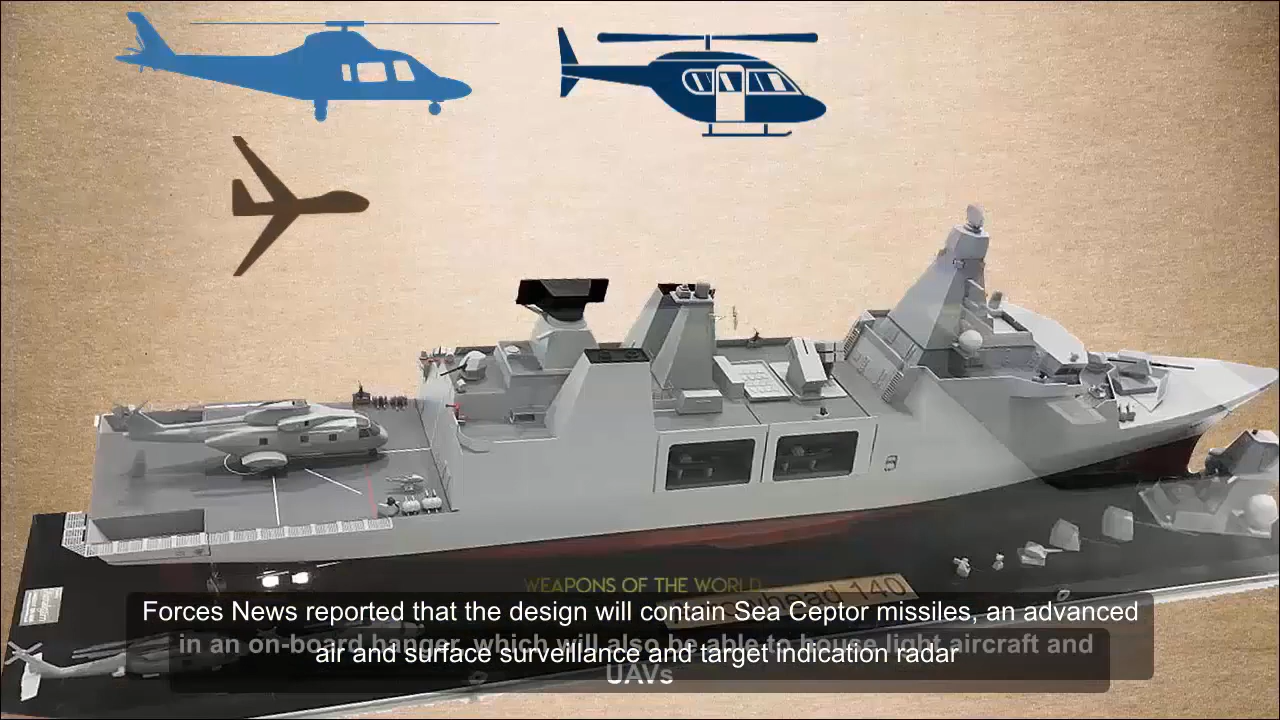 WEAPONS OF THE WORLD
head 140
Forces News reported that the design will contain Sea Ceptor missiles, an advanced
air and surface surveillance and target indication radar
in an on-board hanger, which will also be able to house light aircraft and
UAVs